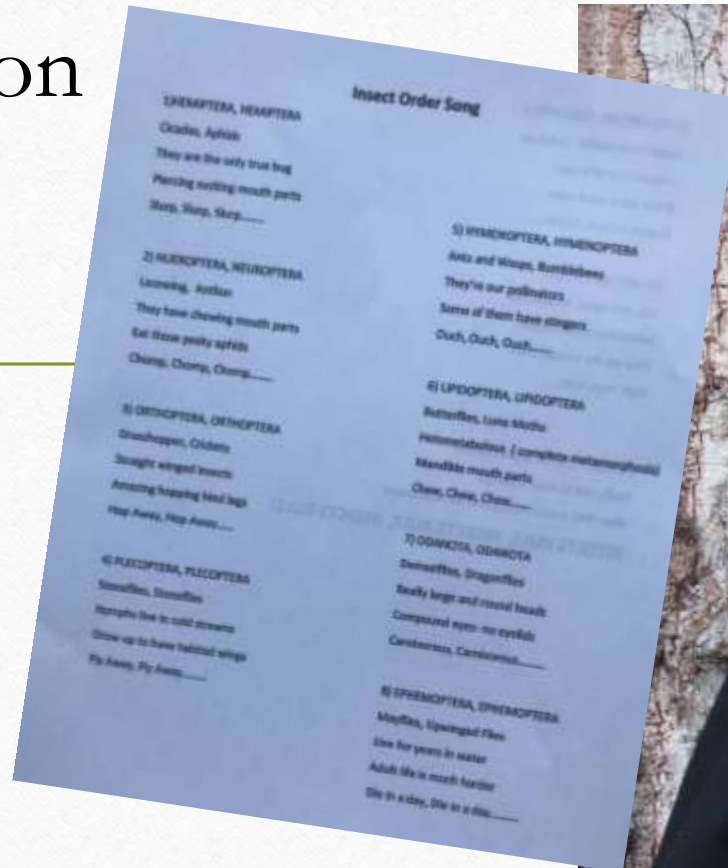 on
Insect Order Song
1)HEMIPTERA, HEMIPTERA
Cicadas, Aphids
They are the only true bug
Piercing sucking mouth parts
Slurp, Slurp, Slurp......
2) NUEROPTERA, NEUROPTERA
Lacewing, Antlion
They have chewing mouth parts
Eat those pesky aphids
Chomp, Chomp, Chomp......
3) ORTHOPTERA, ORTHOPTERA
Grasshopper, Crickets
Straight winged insects
Amazing hopping hind legs
Hop Away, Hop Away....
4) PLECOPTERA, PLECOPTERA
Stoneflies, Stoneflies
Nymphs live in cold streams
Grow up to have twisted wings
Fly Away, Fly Away......
5) HYMENOPTERA, HYMENOPTERA
Ants and Wasps, Bumblebees
They're our pollinators
Some of them have stingers
Ouch, Ouch, Ouch.....
6) LIPIDOPTERA, LIPIDOPTERA
Butterflies, Luna Moths
Holometabolous ( complete metamorphosis)
Mandible mouth parts
Chew, Chew, Chew.....
7) ODANOTA, ODANOTA
Damselflies, Dragonflies
Really large and round heads
Compound eyes- no eyelids
Carnivorous, Carnivorous......
8) EPHEMOPTERA, EPHEMOPTERA
Mayflies, Upwinged Flies
Live for years in water
Adult life is much harder
Die in a day, Die in a day......